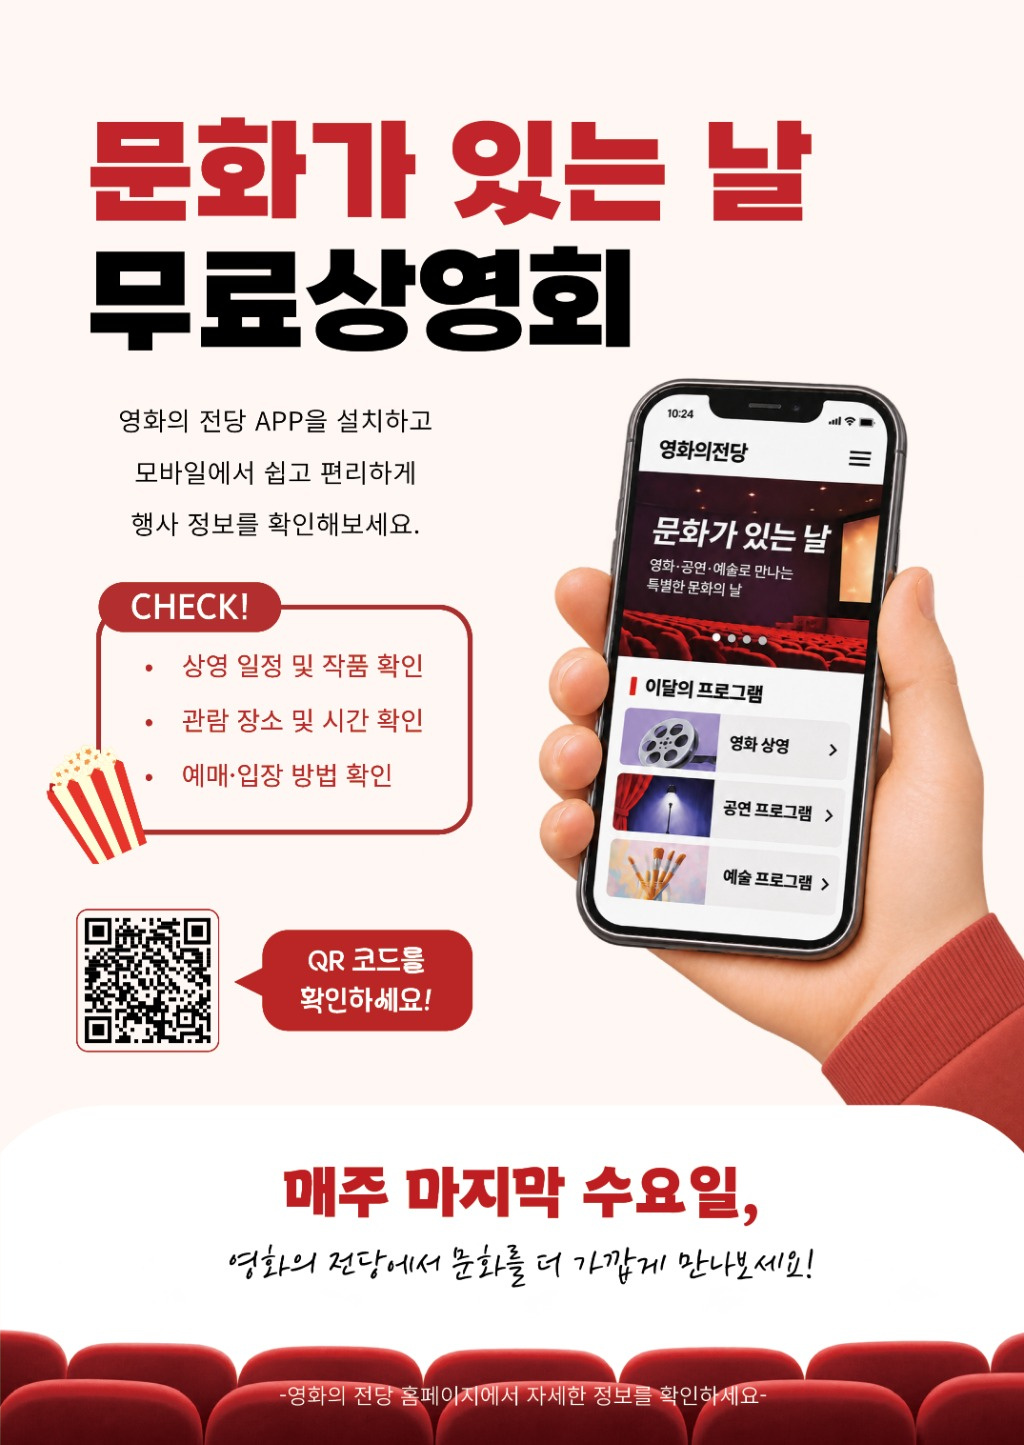 문화가 있는 날
무료상영회
영화의 전당 APP을 설치하고
모바일에서 쉽고 편리하게
행사 정보를 확인해보세요.
CHECK!
• 상영 일정 및 작품 확인
• 관람 장소 및 시간 확인
• 예매·입장 방법 확인
QR 코드를
확인하세요!
10:24
영화의전당
문화가 있는 날
영화·공연·예술로 만나는
특별한 문화의 날
이달의 프로그램
영화 상영
공연 프로그램
예술 프로그램
매주 마지막 수요일,
영화의 전당에서 문화를 더 가깝게 만나보세요!
-영화의 전당 홈페이지에서 자세한 정보를 확인하세요-